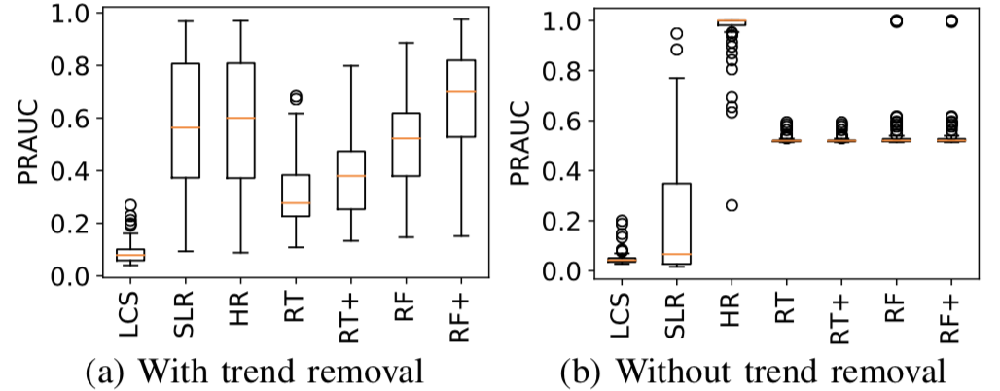 PRAUC
1.0
0.8
0.6
0.4
0.2
0.0
LCS
SLR
HR
RT
RT+
RF
RF+
(a) With trend removal
PRAUC
1.0
0.8
0.6
0.4
0.2
0.0
LCS
SLR
HR
RT
RT+
RF
RF+
(b) Without trend removal